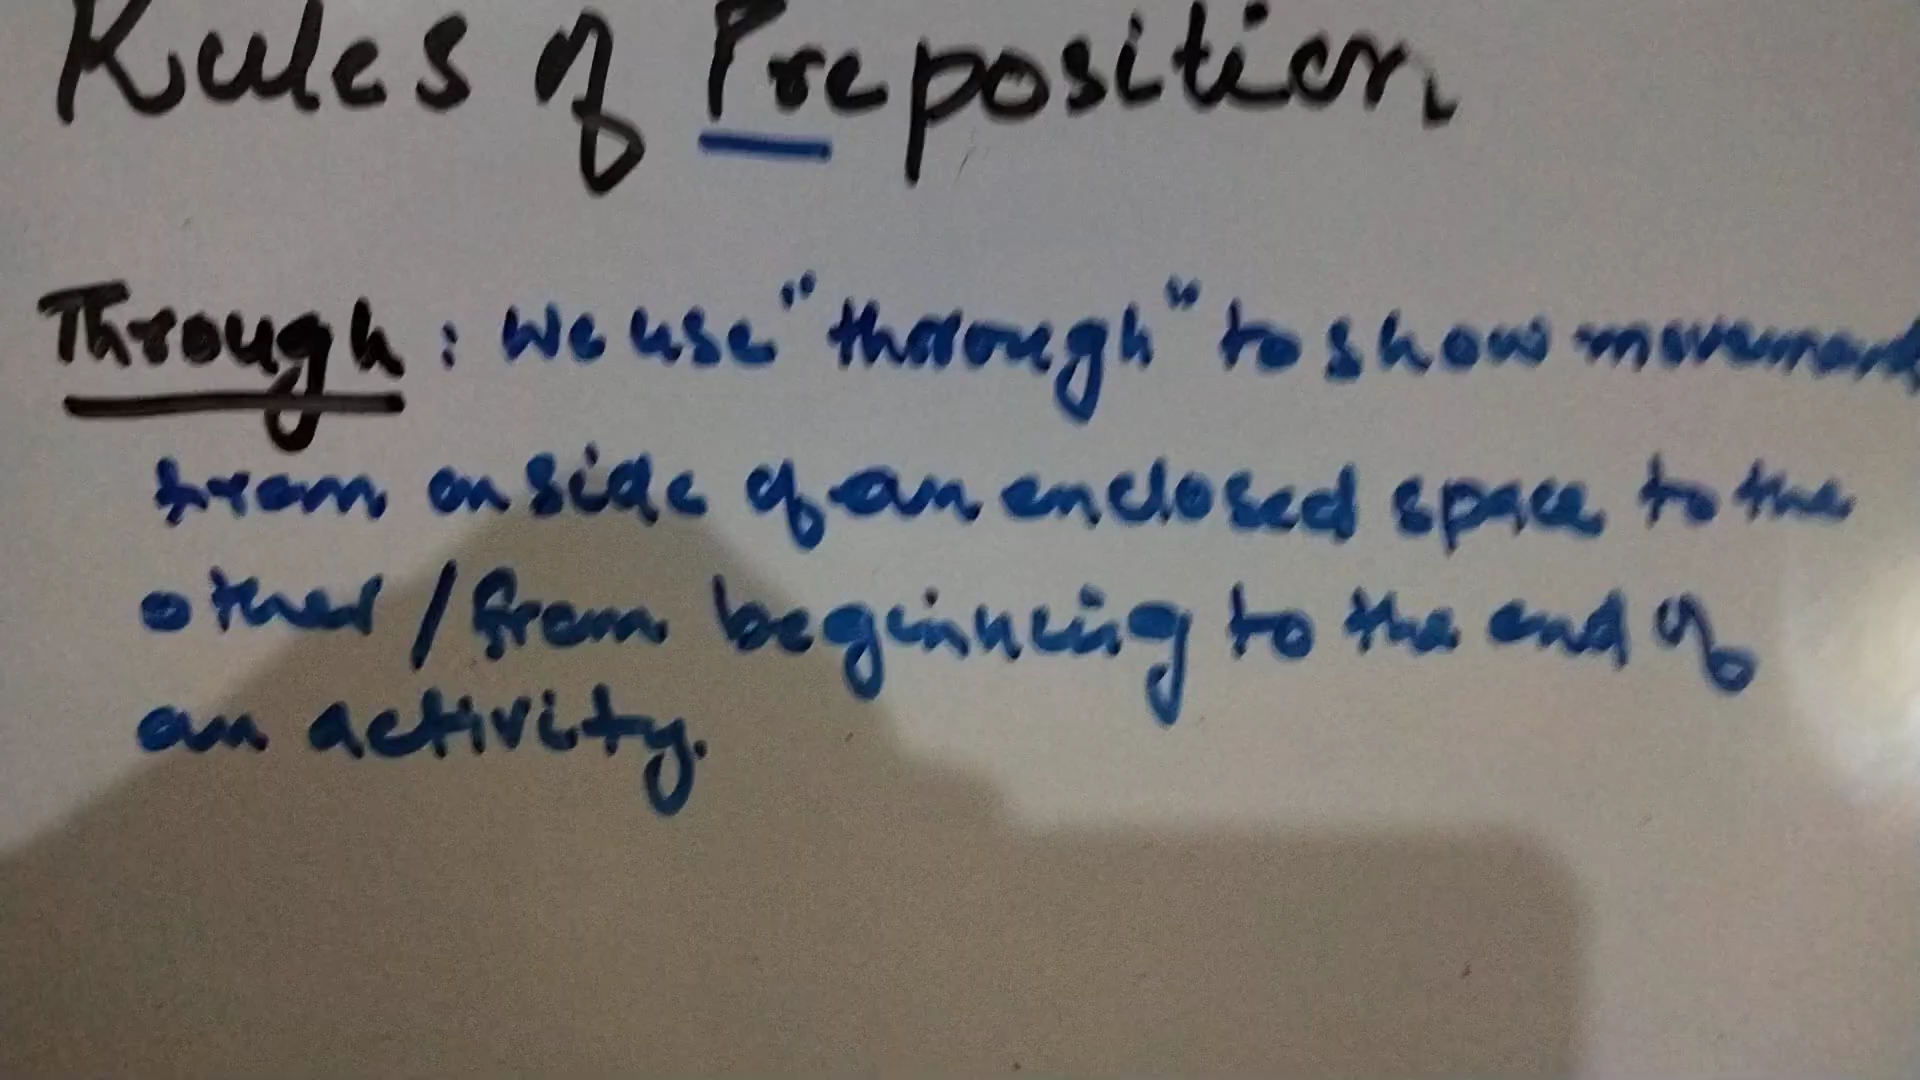 Rules of Preposition.
Through: We use "through" to show movement
from on side of an enclosed space to the
other / from beginning to the end of
an activity.